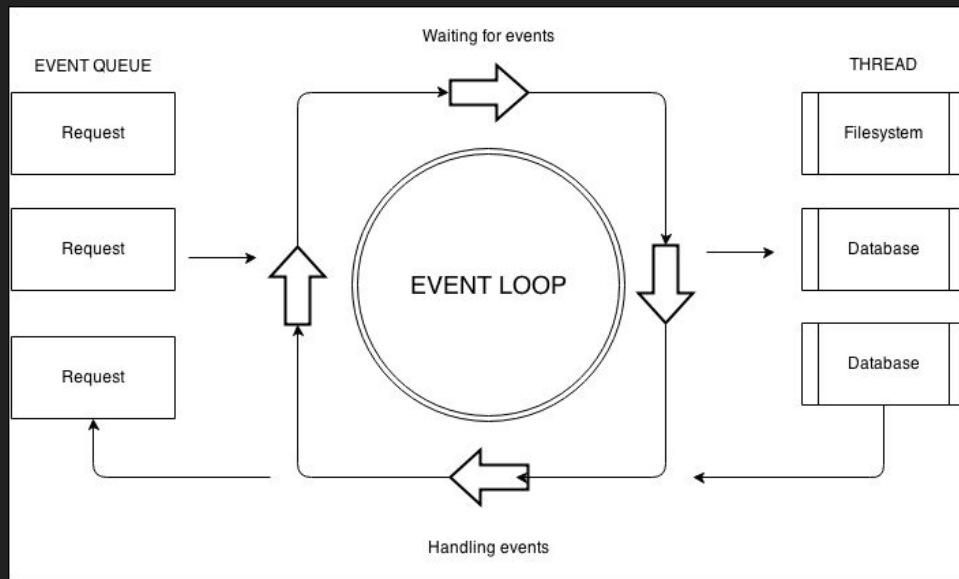 Waiting for events
EVENT QUEUE
THREAD
Request
Filesystem
Request
Database
EVENT LOOP
Request
Database
Handling events